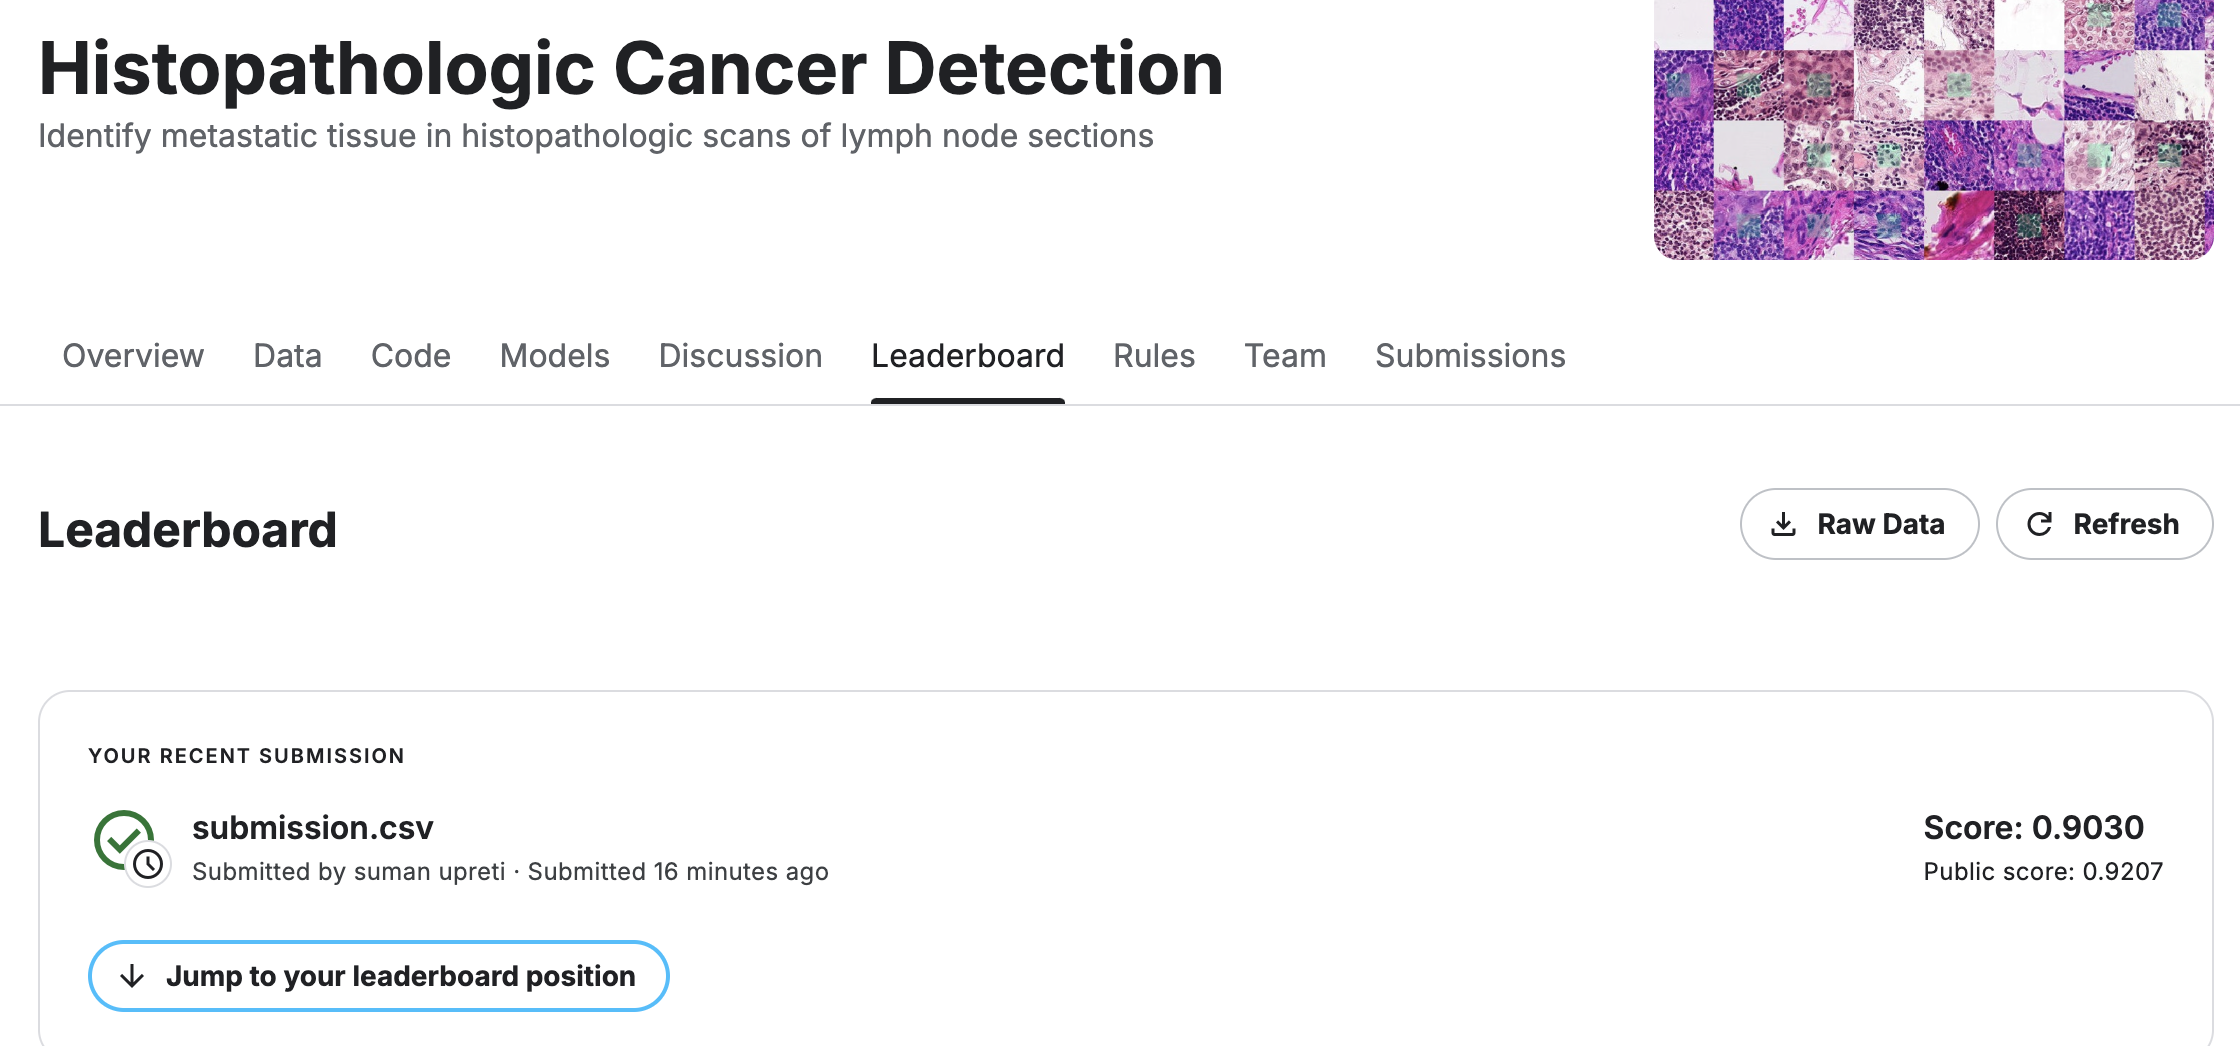 Histopathologic Cancer Detection
Identify metastatic tissue in histopathologic scans of lymph node sections
Overview Data Code Models Discussion Leaderboard Rules Team Submissions
Leaderboard
Raw Data
Refresh
YOUR RECENT SUBMISSION
submission.csv
Submitted by suman upreti · Submitted 16 minutes ago
Score: 0.9030
Public score: 0.9207
Jump to your leaderboard position